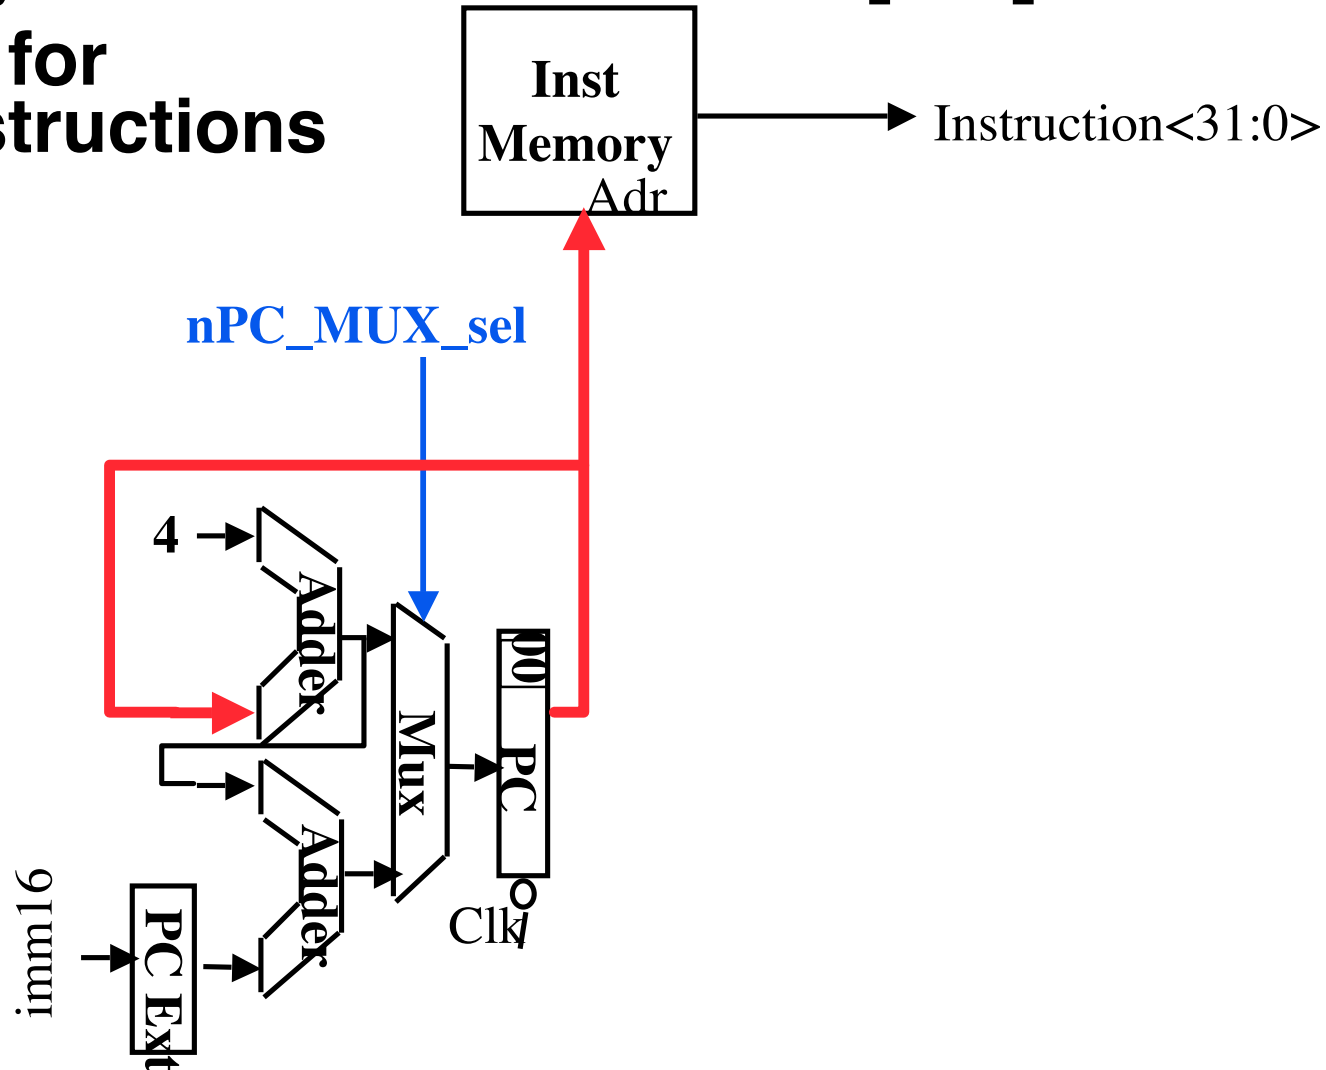 for
structions
Inst
Memory
Adr
Instruction<31:0>
nPC_MUX_sel
4
Adder
00
Mux
PC
Adder
Clk
imm16
PC Ext